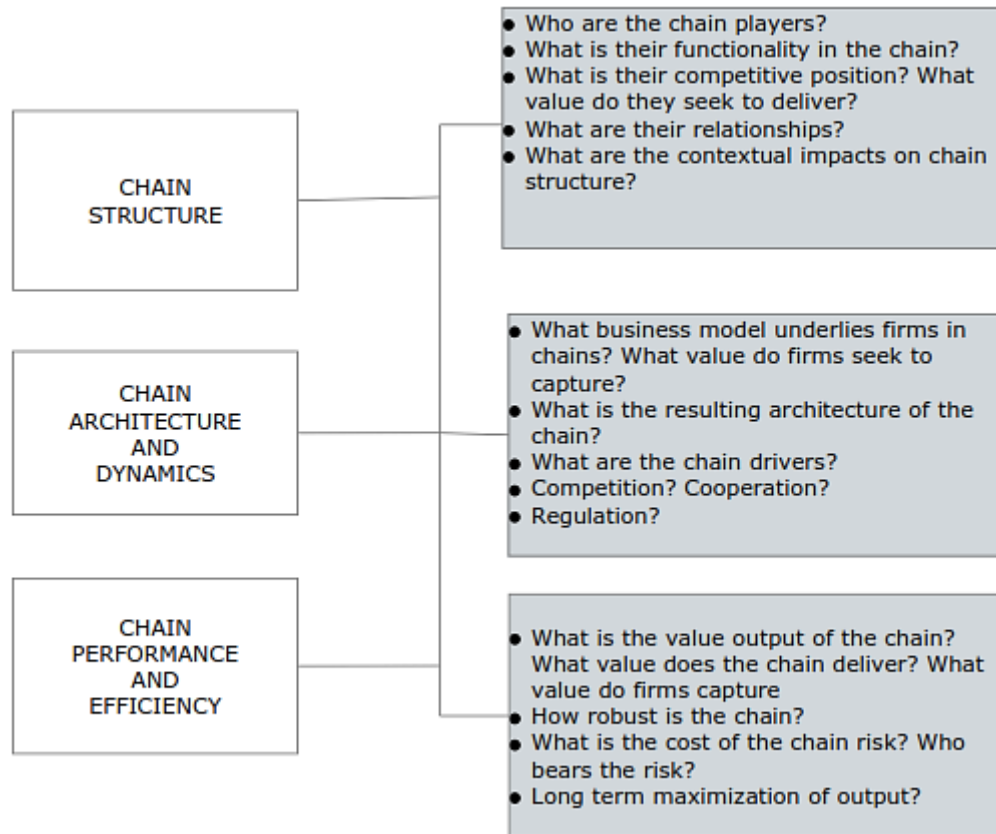 CHAIN
STRUCTURE
● Who are the chain players?
● What is their functionality in the chain?
● What is their competitive position? What
value do they seek to deliver?
● What are their relationships?
● What are the contextual impacts on chain
structure?
CHAIN
ARCHITECTURE
AND
DYNAMICS
● What business model underlies firms in
chains? What value do firms seek to
capture?
● What is the resulting architecture of the
chain?
● What are the chain drivers?
● Competition? Cooperation?
● Regulation?
CHAIN
PERFORMANCE
AND
EFFICIENCY
● What is the value output of the chain?
What value does the chain deliver? What
value do firms capture
● How robust is the chain?
● What is the cost of the chain risk? Who
bears the risk?
● Long term maximization of output?